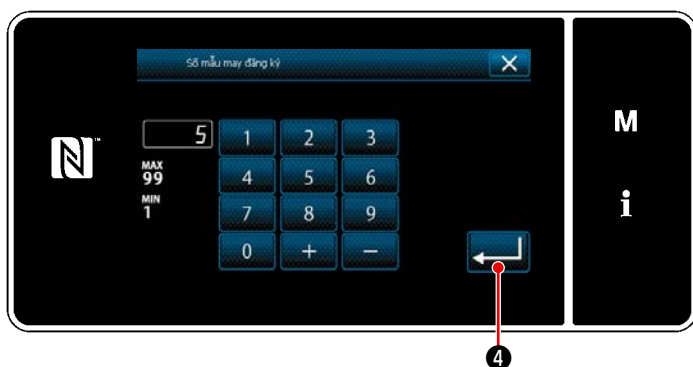 Số mẫu may đăng ký
5
1 2 3
MAX
99
4 5 6
MIN
1
7 8 9
0 + −
M
i
N™
4